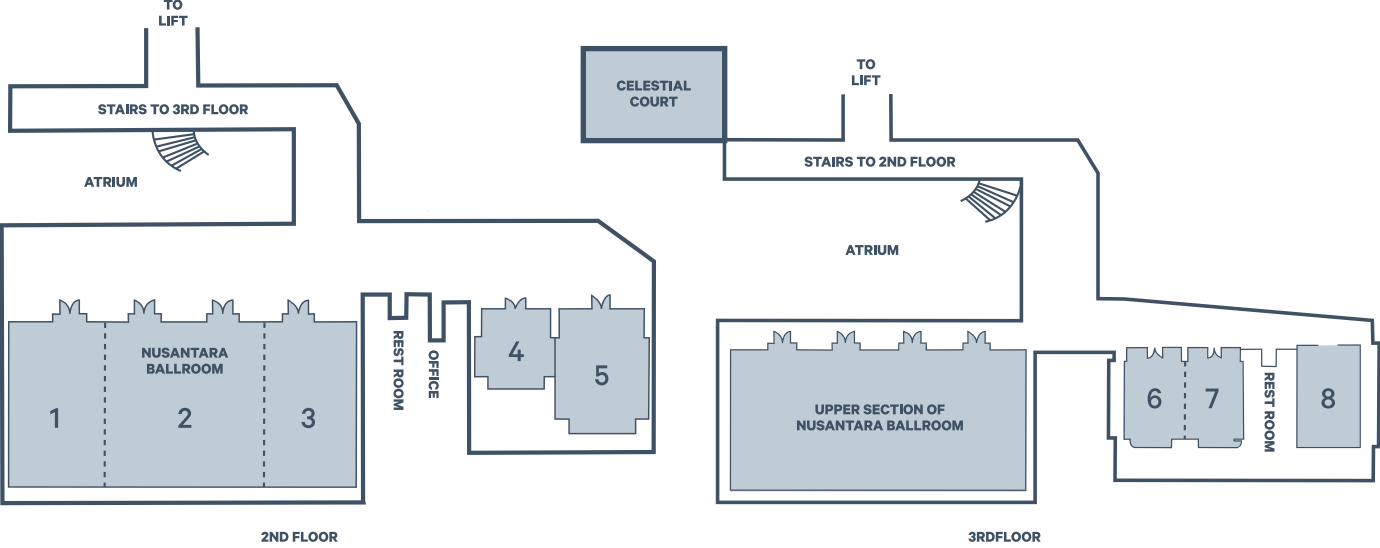 TO
LIFT
STAIRS TO 3RD FLOOR
ATRIUM
NUSANTARA
BALLROOM
1
2
3
REST ROOM
OFFICE
4
5
2ND FLOOR
CELESTIAL
COURT
TO
LIFT
STAIRS TO 2ND FLOOR
ATRIUM
UPPER SECTION OF
NUSANTARA BALLROOM
6
7
REST ROOM
8
3RDFLOOR